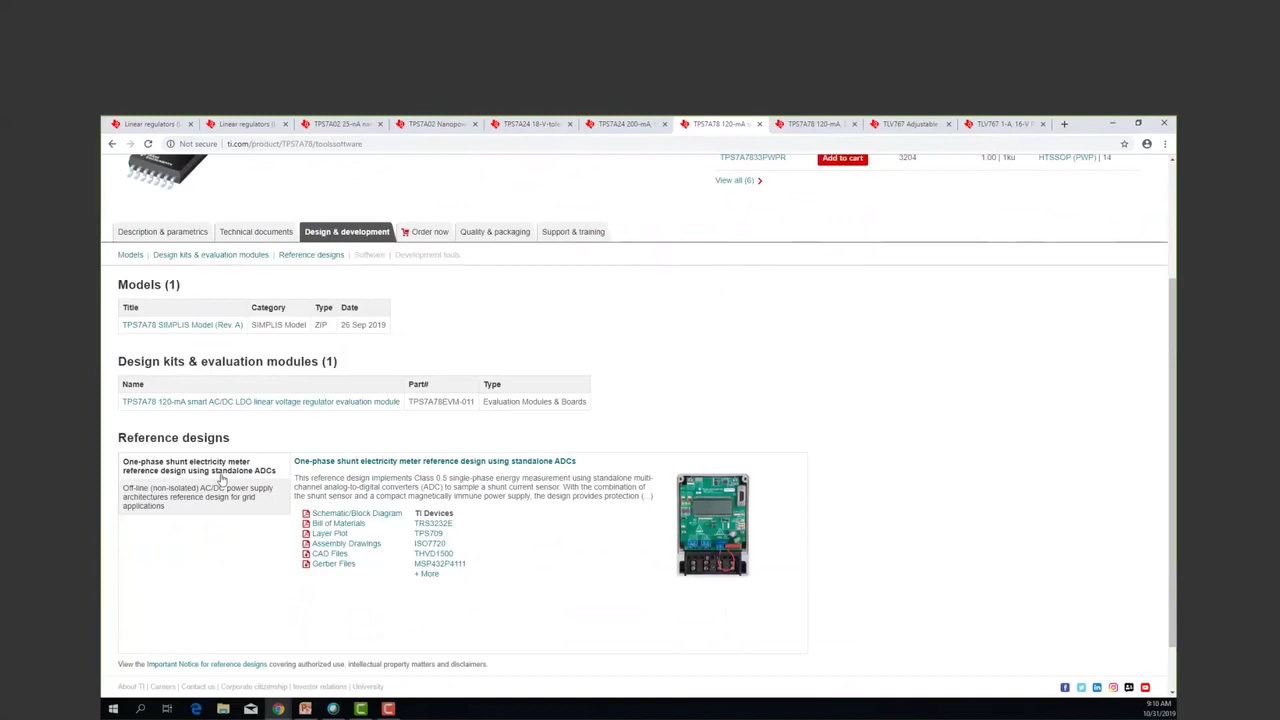 Linear regulators (
Linear regulators (
TPS7A02 25-nA na
TPS7A02 Nanopow
TPS7A24 18-V-tole
TPS7A24 200-mA,
TPS7A78 120-mA s
TPS7A78 120-mA,
TLV767 Adjustable
TLV767 1-A, 16-V P
Not secure | ti.com/product/TPS7A78/toolssoftware
TPS7A7833PWPR Add to cart 3204 1.00 | 1ku HTSSOP (PWP) | 14
View all (6)
Description & parametrics Technical documents Design & development Order now Quality & packaging Support & training
Models | Design kits & evaluation modules | Reference designs | Software | Development tools
Models (1)
Title Category Type Date
TPS7A78 SIMPLIS Model (Rev. A) SIMPLIS Model ZIP 26 Sep 2019
Design kits & evaluation modules (1)
Name Part# Type
TPS7A78 120-mA smart AC/DC LDO linear voltage regulator evaluation module TPS7A78EVM-011 Evaluation Modules & Boards
Reference designs
One-phase shunt electricity meter
reference design using standalone ADCs
Off-line (non-isolated) AC/DC power supply
architectures reference design for grid
applications
One-phase shunt electricity meter reference design using standalone ADCs
This reference design implements Class 0.5 single-phase energy measurement using standalone multi-
channel analog-to-digital converters (ADC) to sample a shunt current sensor. With the combination of
the shunt sensor and a compact magnetically immune power supply, the design provides protection (...)
Schematic/Block Diagram
Bill of Materials
Layer Plot
Assembly Drawings
CAD Files
Gerber Files
TI Devices
TRS3232E
TPS709
ISO7720
THVD1500
MSP432P4111
+ More
View the Important Notice for reference designs covering authorized use, intellectual property matters and disclaimers.
About TI | Careers | Contact us | Corporate citizenship | Investor relations | University
9:10 AM
10/31/2019